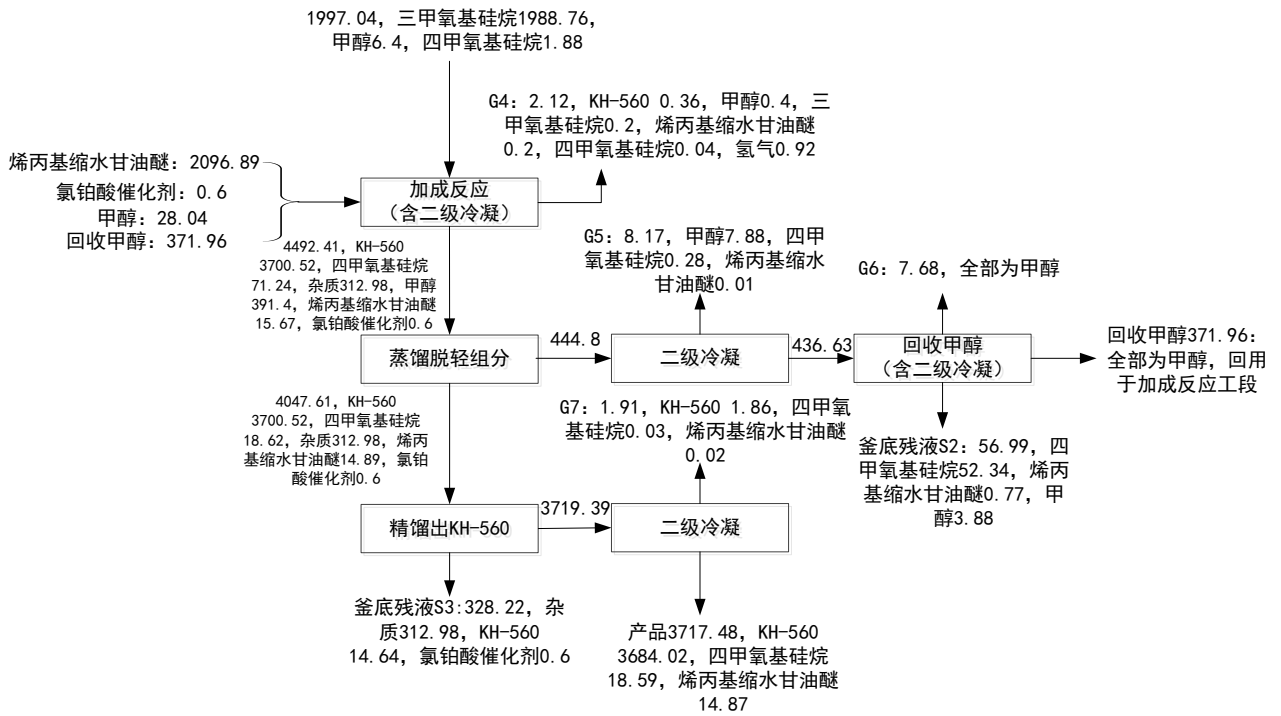 1997.04, 三甲氧基硅烷1988.76,
甲醇6.4, 四甲氧基硅烷1.88
G4: 2.12, KH-560 0.36, 甲醇0.4, 三
甲氧基硅烷0.2, 烯丙基缩水甘油醚
0.2, 四甲氧基硅烷0.04, 氢气0.92
烯丙基缩水甘油醚: 2096.89
氯铂酸催化剂: 0.6
甲醇: 28.04
回收甲醇: 371.96
加成反应
(含二级冷凝)
4492.41, KH-560
3700.52, 四甲氧基硅烷
71.24, 杂质312.98, 甲醇
391.4, 烯丙基缩水甘油醚
15.67, 氯铂酸催化剂0.6
G5: 8.17, 甲醇7.88, 四甲
氧基硅烷0.28, 烯丙基缩水
甘油醚0.01
G6: 7.68, 全部为甲醇
蒸馏脱轻组分
444.8
二级冷凝
436.63
回收甲醇
(含二级冷凝)
回收甲醇371.96:
全部为甲醇, 回用
于加成反应工段
4047.61, KH-560
3700.52, 四甲氧基硅烷
18.62, 杂质312.98, 烯丙
基缩水甘油醚14.89, 氯铂
酸催化剂0.6
G7: 1.91, KH-560 1.86, 四甲氧
基硅烷0.03, 烯丙基缩水甘油醚
0.02
釜底残液S2: 56.99, 四
甲氧基硅烷52.34, 烯丙
基缩水甘油醚0.77, 甲
醇3.88
精馏出KH-560
3719.39
二级冷凝
釜底残液S3:328.22, 杂
质312.98, KH-560
14.64, 氯铂酸催化剂0.6
产品3717.48, KH-560
3684.02, 四甲氧基硅烷
18.59, 烯丙基缩水甘油醚
14.87